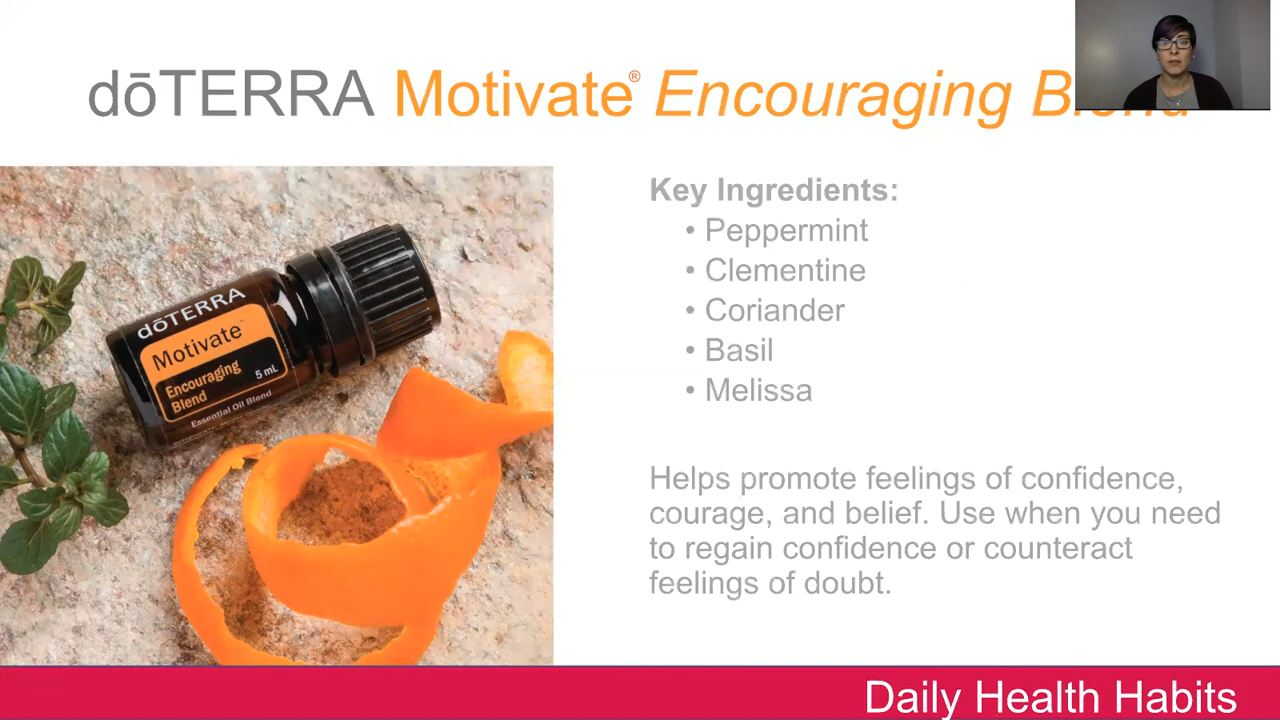 dōTERRA Motivate® Encouraging Blend
Key Ingredients:
• Peppermint
• Clementine
• Coriander
• Basil
• Melissa
Helps promote feelings of confidence,
courage, and belief. Use when you need
to regain confidence or counteract
feelings of doubt.
dōTERRA
Motivate™
Encouraging
Blend
5 mL
Essential Oil Blend
Daily Health Habits